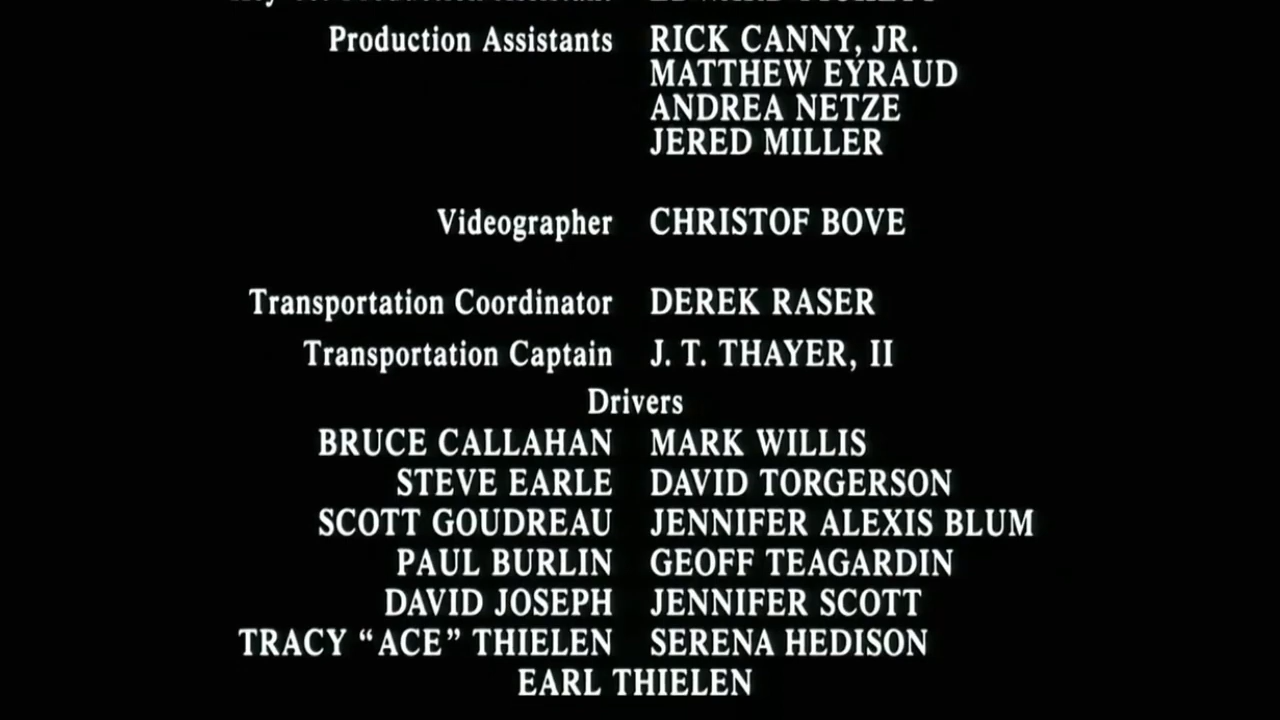 Production Assistants RICK CANNY, JR.
MATTHEW EYRAUD
ANDREA NETZE
JERED MILLER
Videographer CHRISTOF BOVE
Transportation Coordinator DEREK RASER
Transportation Captain J. T. THAYER, II
Drivers
BRUCE CALLAHAN MARK WILLIS
STEVE EARLE DAVID TORGERSON
SCOTT GOUDREAU JENNIFER ALEXIS BLUM
PAUL BURLIN GEOFF TEAGARDIN
DAVID JOSEPH JENNIFER SCOTT
TRACY “ACE” THIELEN SERENA HEDISON
EARL THIELEN